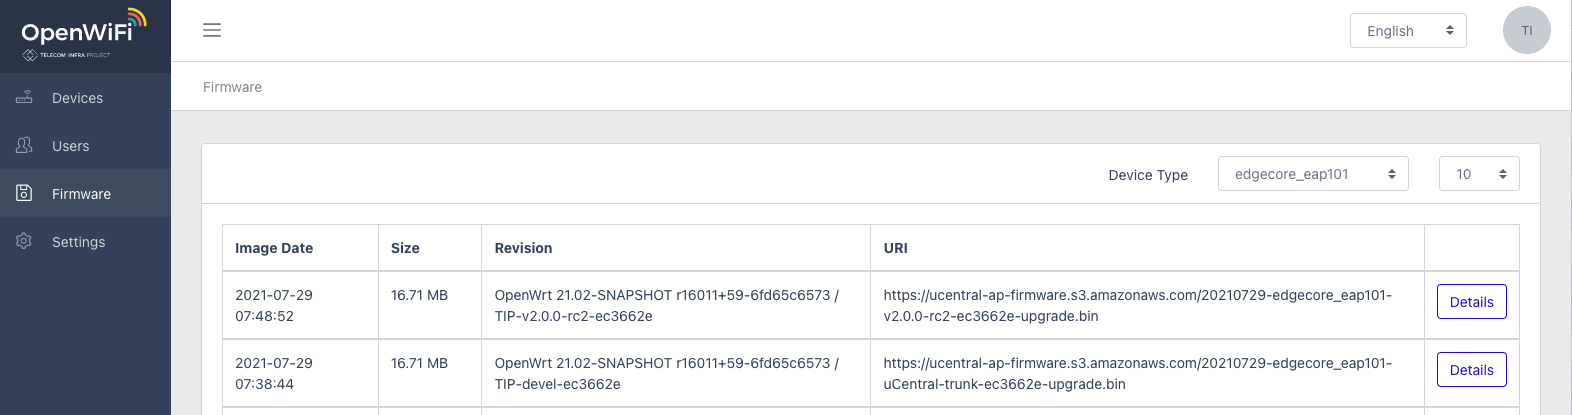 OpenWiFi
TELECOM INFRA PROJECT
English
TI
Devices
Users
Firmware
Settings
Firmware
Device Type
edgecore_eap101
10
Image Date
Size
Revision
URI
2021-07-29
07:48:52
16.71 MB
OpenWrt 21.02-SNAPSHOT r16011+59-6fd65c6573 /
TIP-v2.0.0-rc2-ec3662e
https://ucentral-ap-firmware.s3.amazonaws.com/20210729-edgecore_eap101-
v2.0.0-rc2-ec3662e-upgrade.bin
Details
2021-07-29
07:38:44
16.71 MB
OpenWrt 21.02-SNAPSHOT r16011+59-6fd65c6573 /
TIP-devel-ec3662e
https://ucentral-ap-firmware.s3.amazonaws.com/20210729-edgecore_eap101-
uCentral-trunk-ec3662e-upgrade.bin
Details